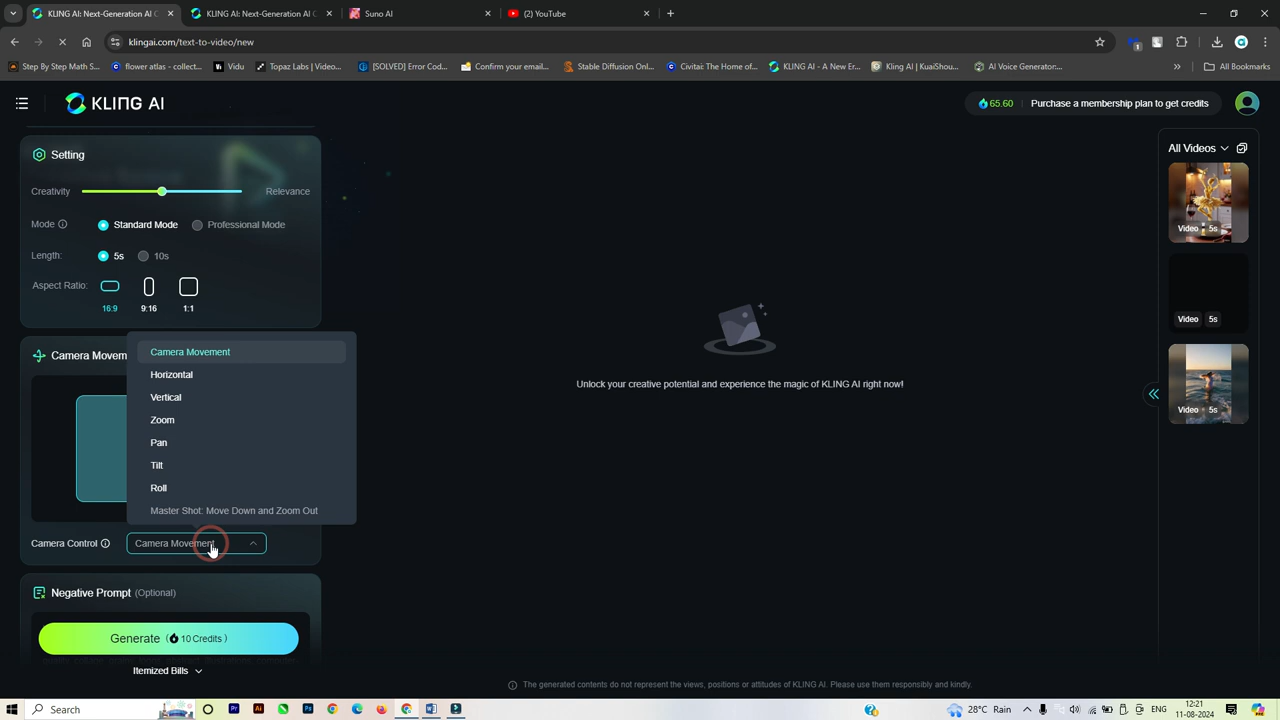 KLING AI: Next-Generation AI C
KLING AI: Next-Generation AI C
Suno AI
(2) YouTube
klingai.com/text-to-video/new
Step By Step Math S...
flower atlas - collect...
Vidu
Topaz Labs | Video...
[SOLVED] Error Cod...
Confirm your email...
Stable Diffusion Onl...
Civitai: The Home of...
KLING AI - A New Er...
Kling AI | KuaiShou...
AI Voice Generator:...
All Bookmarks
KLING AI
65.60
Purchase a membership plan to get credits
Setting
Creativity
Relevance
Mode
Standard Mode
Professional Mode
Length:
5s
10s
Aspect Ratio:
16:9
9:16
1:1
Camera Movem
Camera Movement
Horizontal
Vertical
Zoom
Pan
Tilt
Roll
Master Shot: Move Down and Zoom Out
Camera Control
Camera Movement
Negative Prompt (Optional)
Generate ( 10 Credits )
Itemized Bills
Unlock your creative potential and experience the magic of KLING AI right now!
All Videos
Video 5s
Video 5s
Video 5s
The generated contents do not represent the views, positions or attitudes of KLING AI. Please use them responsibly and kindly.
Search
28°C Rain
ENG
12:21
11-08-2024